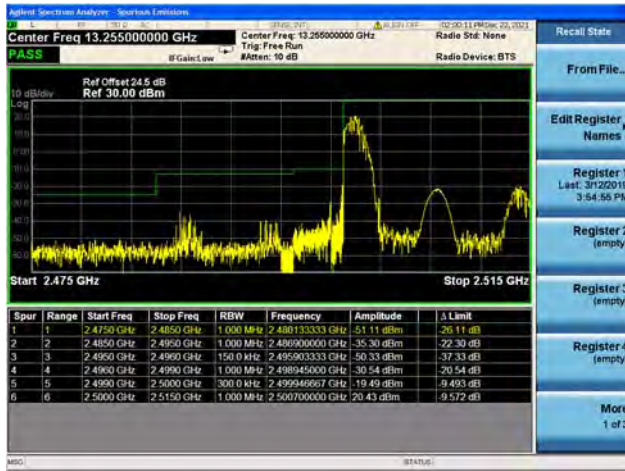 Agilent Spectrum Analyzer - Spurious Emissions
02:00:11 PM Dec 22, 2021
Center Freq 13.255000000 GHz
Center Freq: 13.255000000 GHz
Radio Std: None
Trig: Free Run
PASS
IFGain:Low
#Atten: 10 dB
Radio Device: BTS
Ref Offset 24.5 dB
10 dB/div
Ref 30.00 dBm
Log
Start 2.475 GHz
Stop 2.515 GHz
Spur Range Start Freq Stop Freq RBW Frequency Amplitude Δ Limit
1 1 2.4750 GHz 2.4850 GHz 1.000 MHz 2.480133333 GHz -51.11 dBm -26.11 dB
2 2 2.4850 GHz 2.4950 GHz 1.000 MHz 2.486900000 GHz -35.30 dBm -22.30 dB
3 3 2.4950 GHz 2.4960 GHz 150.0 kHz 2.495903333 GHz -50.33 dBm -37.33 dB
4 4 2.4960 GHz 2.4990 GHz 1.000 MHz 2.498945000 GHz -30.54 dBm -20.54 dB
5 5 2.4990 GHz 2.5000 GHz 300.0 kHz 2.499946667 GHz -19.49 dBm -9.493 dB
6 6 2.5000 GHz 2.5150 GHz 1.000 MHz 2.500700000 GHz 20.43 dBm -9.572 dB
MSG
STATUS
Recall State
From File..
Edit Register
Names
Register 1
Last: 3/12/2019
3:54:55 PM
Register 2
(empty
Register 3
(empty
Register 4
(empty
More
1 of